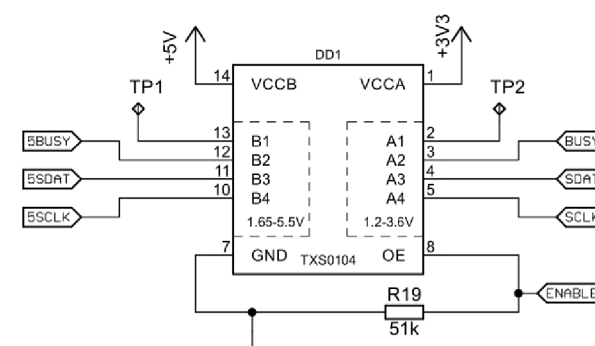 +5V
+3V3
DD1
14 VCCB VCCA 1
TP1
TP2
13 B1 A1 2
5BUSY 12 B2 A2 3 BUSY
5SDAT 11 B3 A3 4 SDAT
10 B4 A4 5
5SCLK 1.65-5.5V 1.2-3.6V SCLK
7 GND TXS0104 OE 8
R19 ENABLE
51k